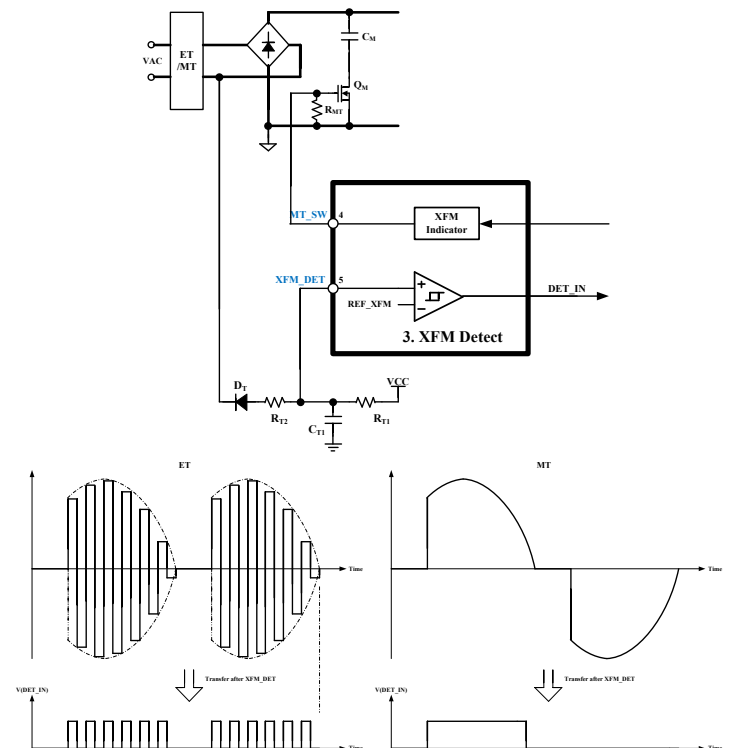 CM
VAC
ET
/MT
QM
RMT
MT_SW
4
XFM
Indicator
XFM_DET
5
DET_IN
REF_XFM
3. XFM Detect
DT
VCC
RT2
CT1
RT1
ET
MT
Time
Time
Transfer after XFM_DET
Transfer after XFM_DET
V(DET_IN)
V(DET_IN)
Time
Time